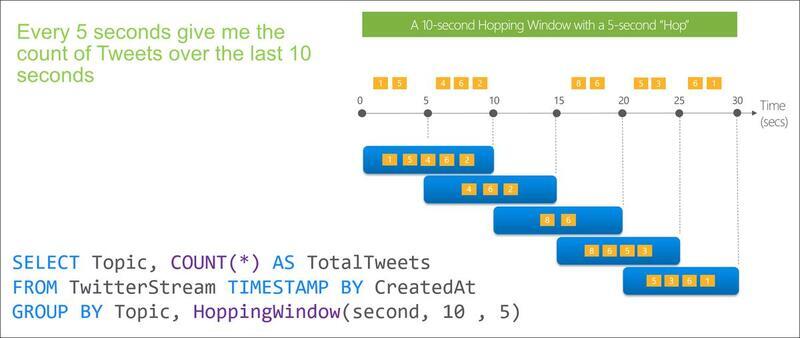 Every 5 seconds give me the
count of Tweets over the last 10
seconds
A 10-second Hopping Window with a 5-second “Hop”
1 5 4 6 2 8 6 5 3 6 1
0 5 10 15 20 25 30 Time
(secs)
1 5 4 6 2
4 6 2
8 6
8 6 5 3
5 3 6 1
SELECT Topic, COUNT(*) AS TotalTweets
FROM TwitterStream TIMESTAMP BY CreatedAt
GROUP BY Topic, HoppingWindow(second, 10 , 5)